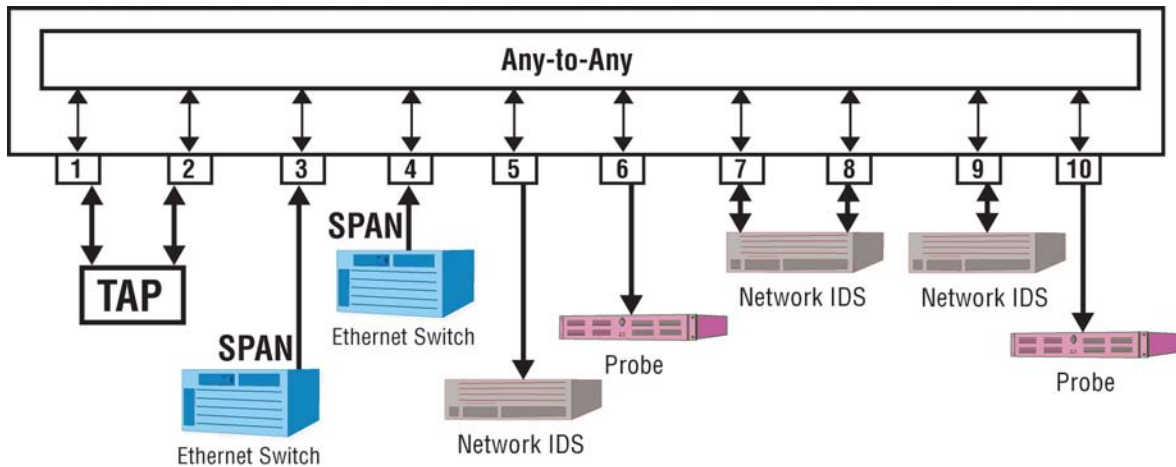 Any-to-Any
1 2 3 4 5 6 7 8 9 10
TAP
SPAN
Ethernet Switch
SPAN
Ethernet Switch
Network IDS
Probe
Network IDS
Network IDS
Probe